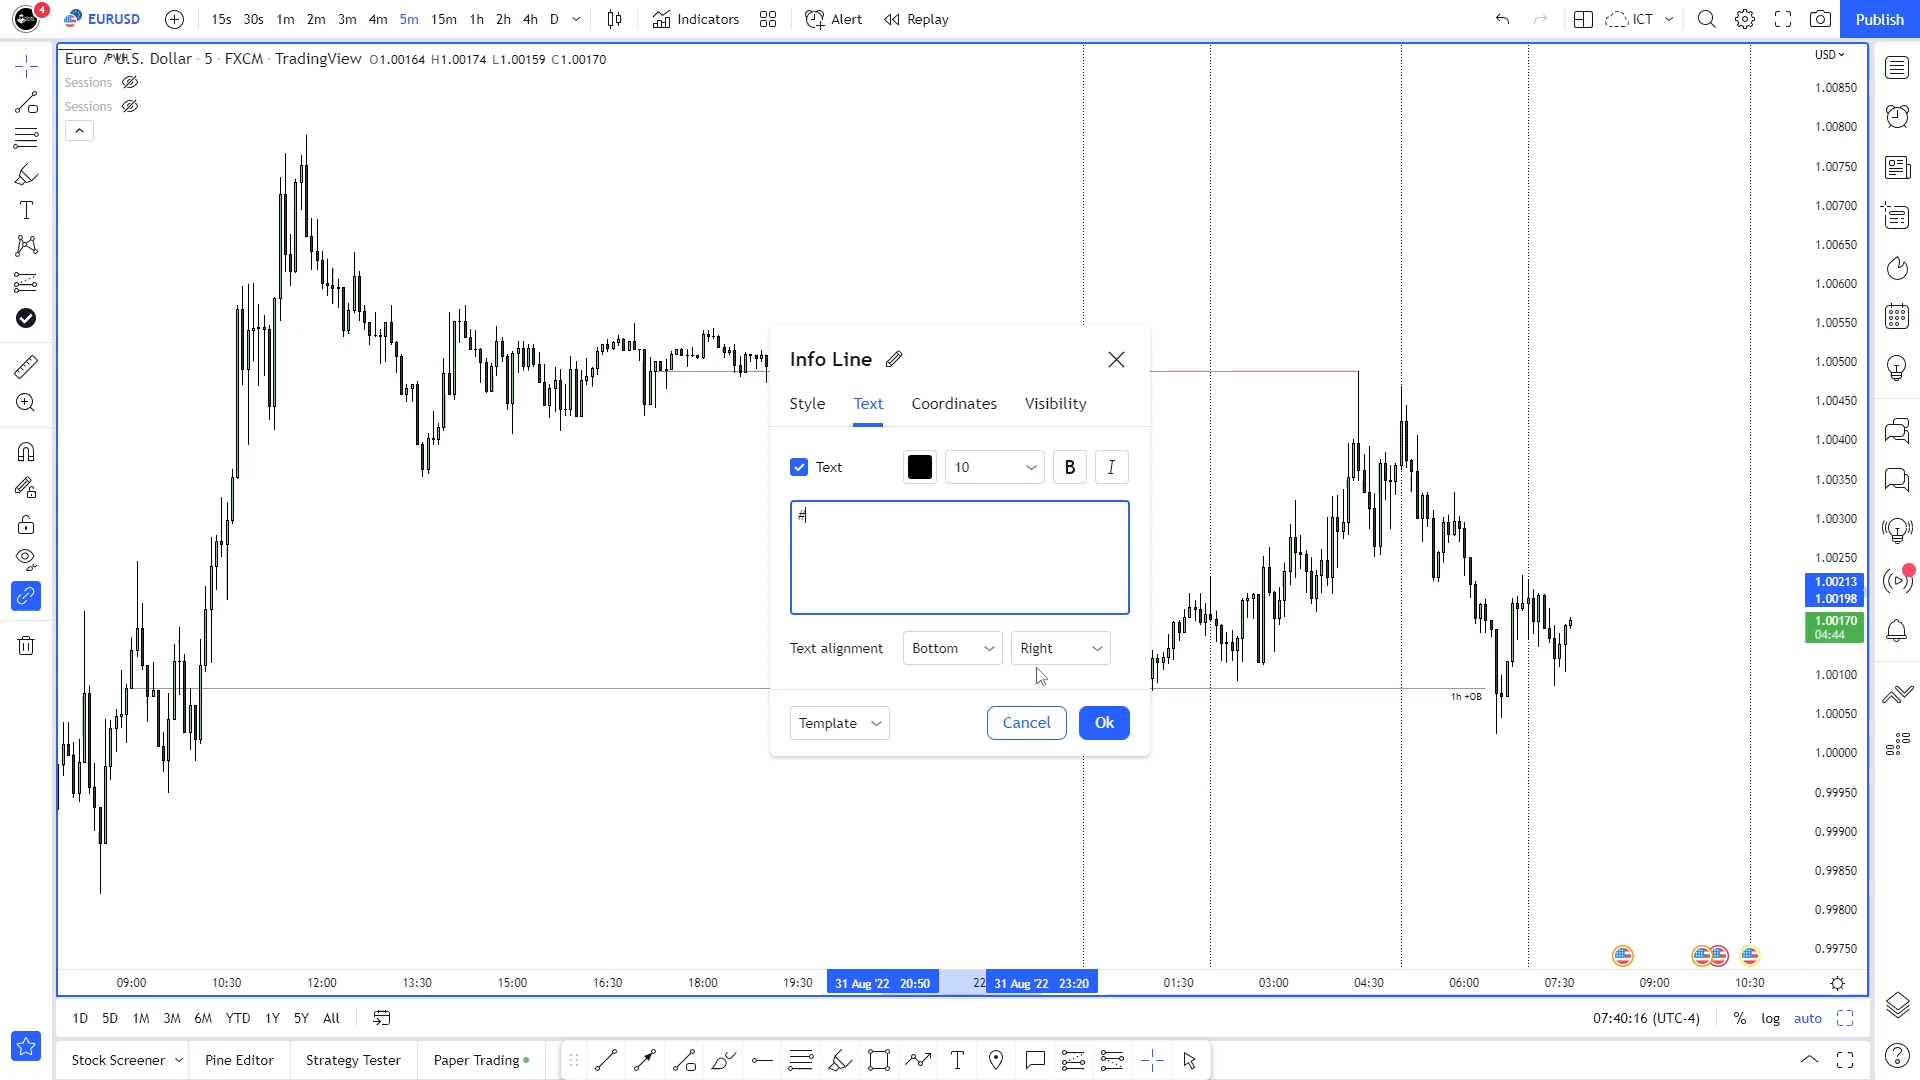 4
EURUSD 15s 30s 1m 2m 3m 4m 5m 15m 1h 2h 4h D Indicators Alert Replay ICT Publish
Euro / U.S. Dollar · 5 · FXCM · TradingView O1.00164 H1.00174 L1.00159 C1.00170
PWH
USD
Sessions
Sessions
1.00850
1.00800
1.00750
1.00700
1.00650
1.00600
1.00550
1.00500
1.00450
1.00400
1.00350
1.00300
1.00250
1.00213
1.00198
1.00170
04:44
1.00100
1.00050
1.00000
0.99950
0.99900
0.99850
0.99800
0.99750
Info Line
Style Text Coordinates Visibility
Text 10 B I
#
Text alignment Bottom Right
Template Cancel Ok
1h +OB
09:00 10:30 12:00 13:30 15:00 16:30 18:00 19:30 31 Aug '22 20:50 22 31 Aug '22 23:20 01:30 03:00 04:30 06:00 07:30 09:00 10:30
1D 5D 1M 3M 6M YTD 1Y 5Y All 07:40:16 (UTC-4) % log auto
Stock Screener Pine Editor Strategy Tester Paper Trading